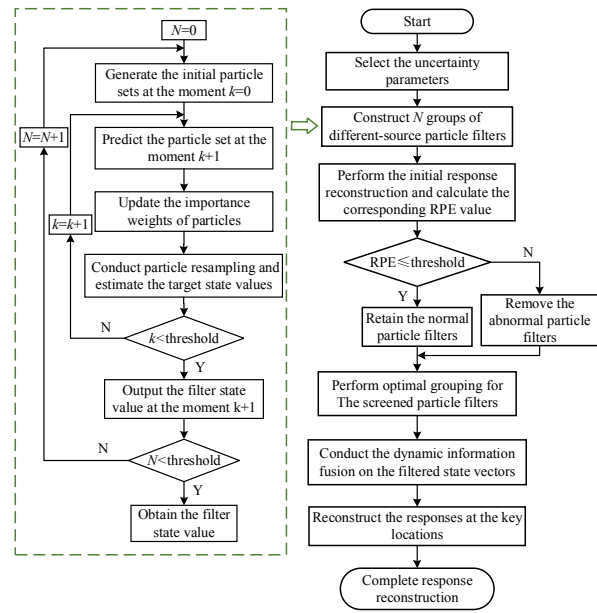 N=0
Generate the initial particle
sets at the moment k=0
N=N+1
Predict the particle set at the
moment k+1
Update the importance
weights of particles
k=k+1
Conduct particle resampling and
estimate the target state values
N
k<threshold
Y
Output the filter state
value at the moment k+1
N
N<threshold
Y
Obtain the filter
state value
Start
Select the uncertainty
parameters
Construct N groups of
different-source particle filters
Perform the initial response
reconstruction and calculate the
corresponding RPE value
N
RPE≤threshold
Y
Retain the normal
particle filters
Remove the
abnormal particle
filters
Perform optimal grouping for
The screened particle filters
Conduct the dynamic information
fusion on the filtered state vectors
Reconstruct the responses at the key
locations
Complete response
reconstruction